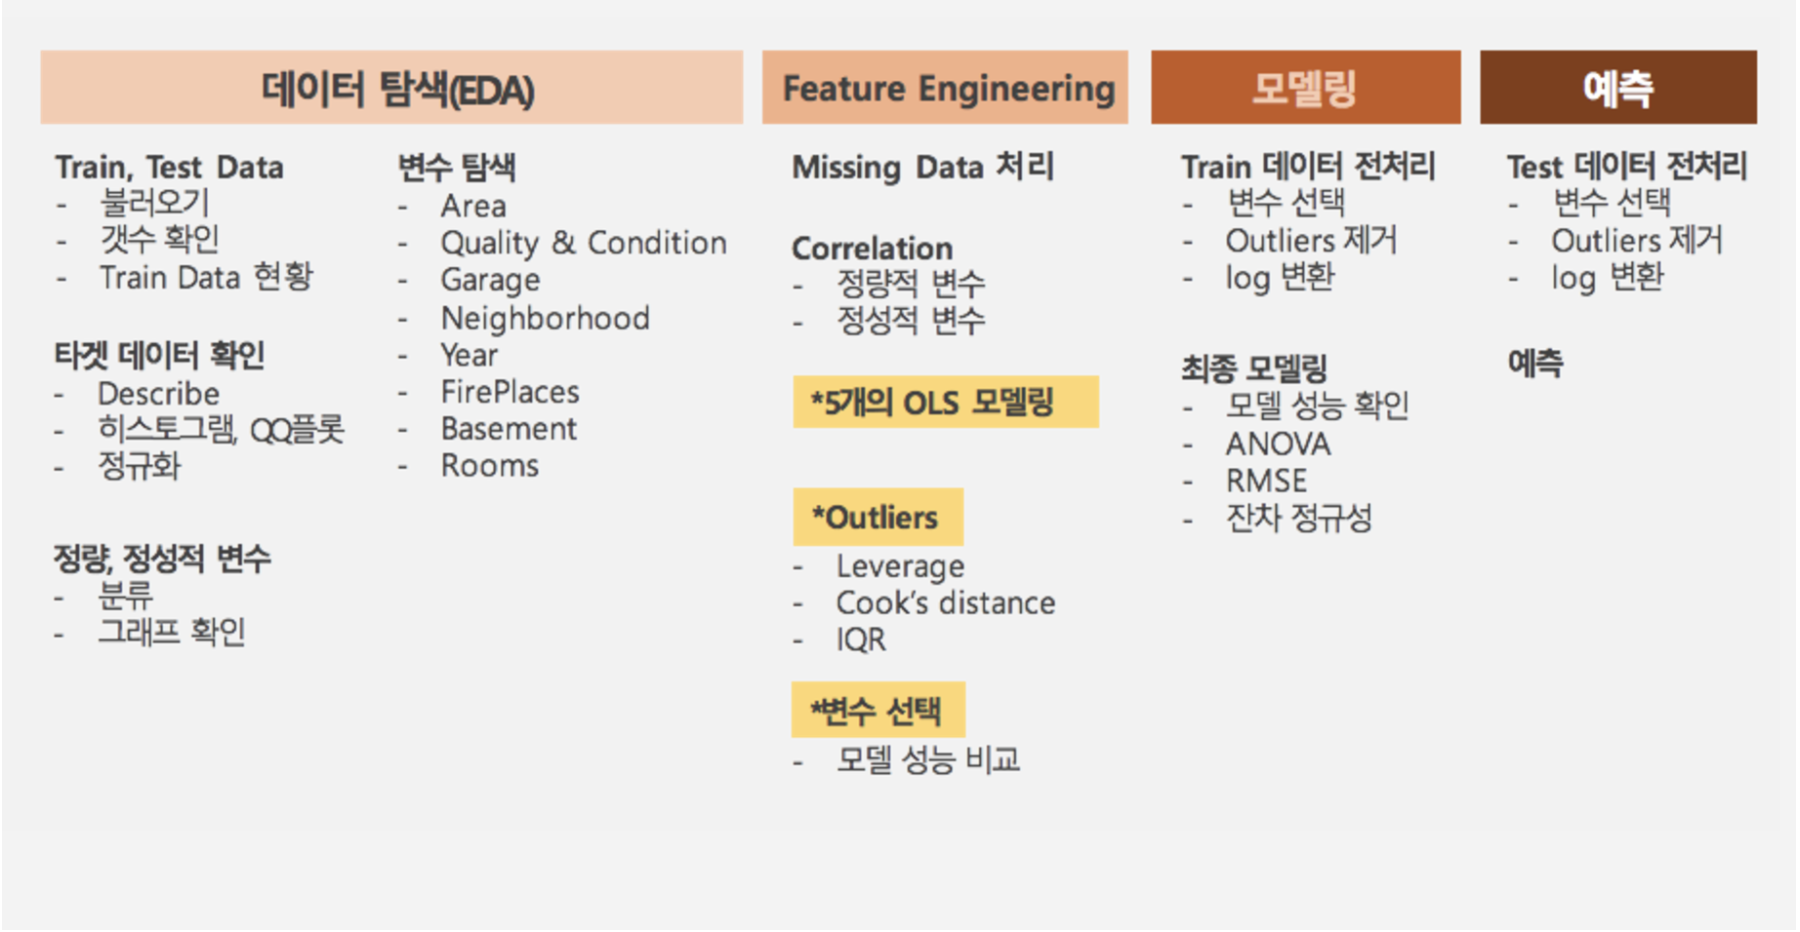 데이터 탐색(EDA)
Train, Test Data
- 불러오기
- 갯수 확인
- Train Data 현황
타겟 데이터 확인
- Describe
- 히스토그램, QQ플롯
- 정규화
정량, 정성적 변수
- 분류
- 그래프 확인
변수 탐색
- Area
- Quality & Condition
- Garage
- Neighborhood
- Year
- FirePlaces
- Basement
- Rooms
Feature Engineering
Missing Data 처리
Correlation
- 정량적 변수
- 정성적 변수
*5개의 OLS 모델링
*Outliers
- Leverage
- Cook's distance
- IQR
*변수 선택
- 모델 성능 비교
모델링
Train 데이터 전처리
- 변수 선택
- Outliers 제거
- log 변환
최종 모델링
- 모델 성능 확인
- ANOVA
- RMSE
- 잔차 정규성
예측
Test 데이터 전처리
- 변수 선택
- Outliers 제거
- log 변환
예측